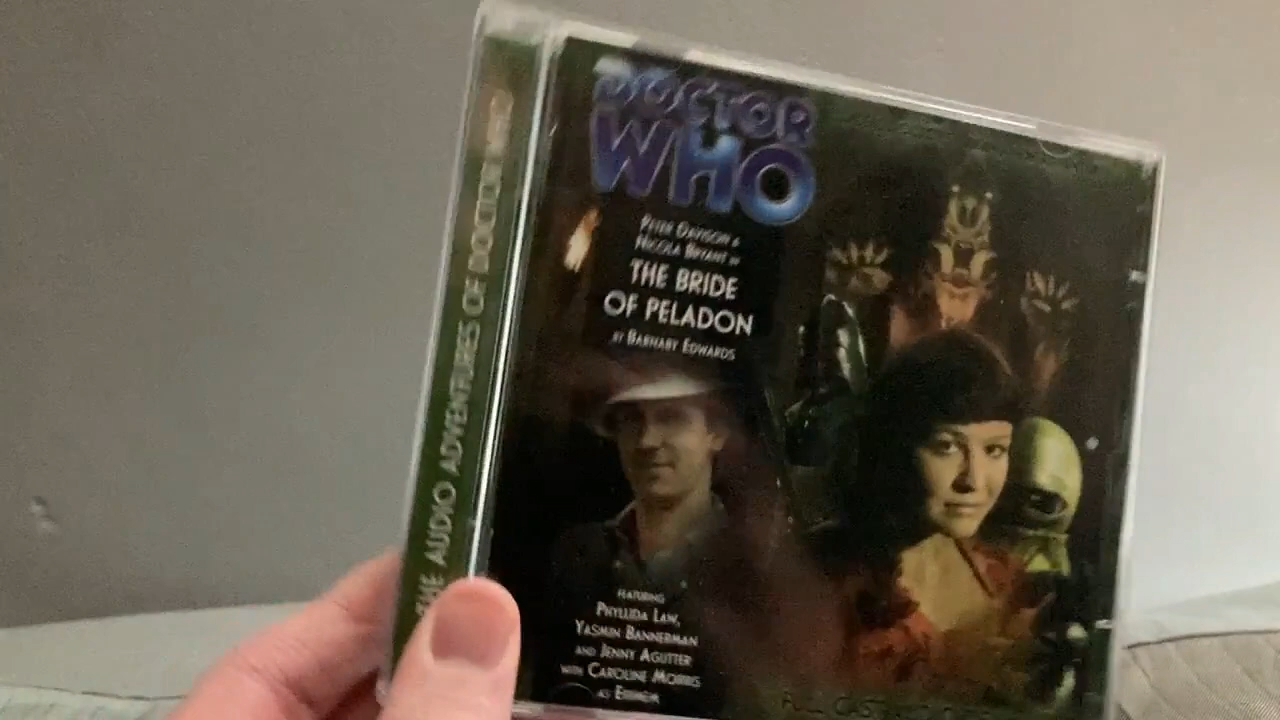 THE AUDIO ADVENTURES OF DOCTOR WHO
DOCTOR
WHO
PETER DAVISON &
NICOLA BRYANT IN
THE BRIDE
OF PELADON
BY BARNABY EDWARDS
FEATURING
PHYLLIDA LAW,
YASMIN BANNERMAN
AND JENNY AGUTTER
WITH CAROLINE MORRIS
AS ERIMEM